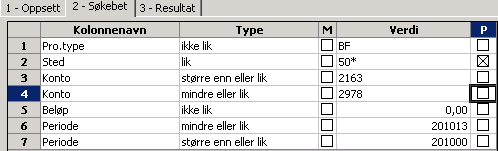 1 - Oppsett 2 - Søkebet 3 - Resultat
Kolonnenavn Type M Verdi P
1 Pro.type ikke lik BF
2 Sted lik 50*
3 Konto større enn eller lik 2163
4 Konto mindre eller lik 2978
5 Beløp ikke lik 0,00
6 Periode mindre eller lik 201013
7 Periode større enn eller lik 201000